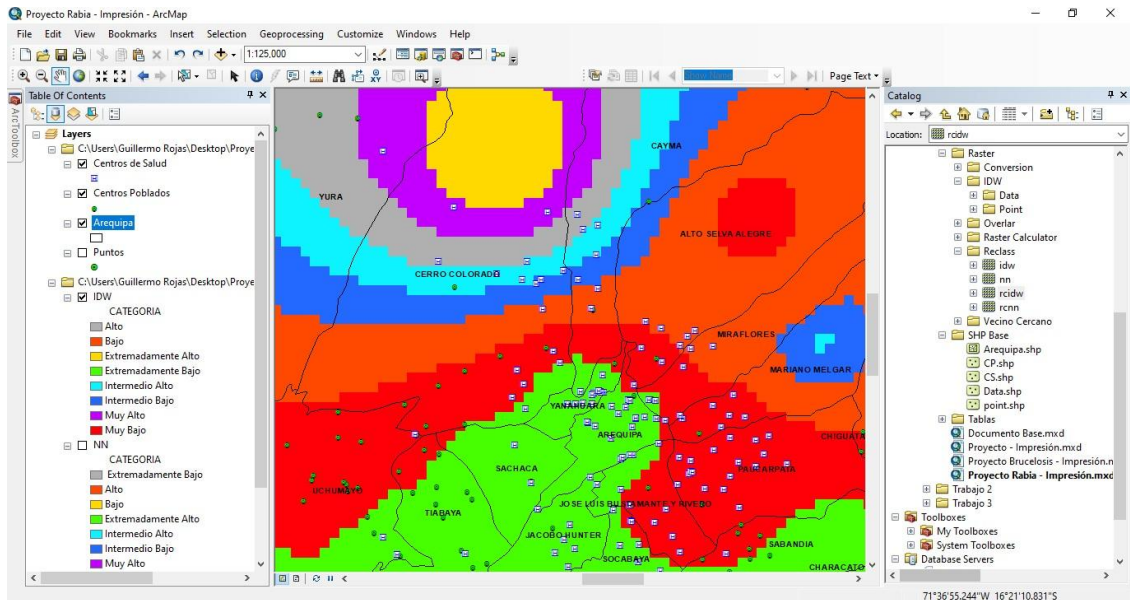 Proyecto Rabia - Impresión - ArcMap
File Edit View Bookmarks Insert Selection Geoprocessing Customize Windows Help
1:125,000
Show Name
Page Text
Table Of Contents
ArcToolbox
Layers
C:\Users\Guillermo Rojas\Desktop\Proye
Centros de Salud
Centros Poblados
Arequipa
Puntos
C:\Users\Guillermo Rojas\Desktop\Proye
IDW
CATEGORIA
Alto
Bajo
Extremadamente Alto
Extremadamente Bajo
Intermedio Alto
Intermedio Bajo
Muy Alto
Muy Bajo
NN
CATEGORIA
Extremadamente Bajo
Alto
Bajo
Extremadamente Alto
Intermedio Alto
Intermedio Bajo
Muy Alto
CAYMA
YURA
ALTO SELVA ALEGRE
CERRO COLORADO
MIRAFLORES
MARIANO MELGAR
YANAHUARA
AREQUIPA
CHIGUATA
SACHACA
PAUCARPATA
UCHUMAYO
TIABAYA
JOSE LUIS BUSTAMANTE Y RIVERO
JACOBO HUNTER
SABANDIA
SOCABAYA
CHARACATO
Catalog
Location: rcidw
Raster
Conversion
IDW
Data
Point
Overlar
Raster Calculator
Reclass
idw
nn
rcidw
rcnn
Vecino Cercano
SHP Base
Arequipa.shp
CP.shp
CS.shp
Data.shp
point.shp
Tablas
Documento Base.mxd
Proyecto - Impresión.mxd
Proyecto Brucelosis - Impresión.n
Proyecto Rabia - Impresión.mxd
Trabajo 2
Trabajo 3
Toolboxes
My Toolboxes
System Toolboxes
Database Servers
71°36'55.244"W 16°21'10.831"S